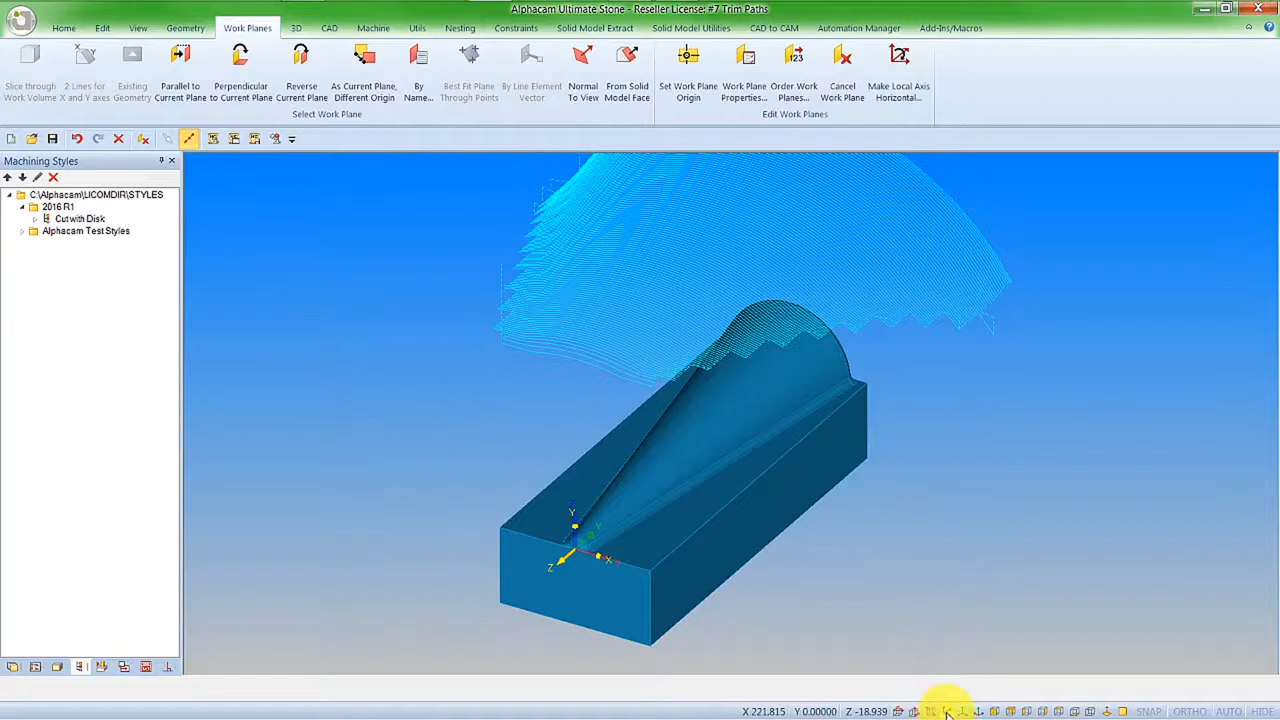 Alphacam Ultimate Stone - Reseller License: #7 Trim Paths
Home Edit View Geometry Work Planes 3D CAD Machine Utils Nesting Constraints Solid Model Extract Solid Model Utilities CAD to CAM Automation Manager Add-Ins/Macros
Slice through Work Volume
2 Lines for X and Y axes
Existing Geometry
Parallel to Current Plane
Perpendicular to Current Plane
Reverse Current Plane
As Current Plane, Different Origin
By Name...
Best Fit Plane Through Points
By Line Element Vector
Normal To View
From Solid Model Face
Set Work Plane Origin
Work Plane Properties...
123
Order Work Planes...
Cancel Work Plane
Make Local Axis Horizontal...
Select Work Plane
Edit Work Planes
Machining Styles
C:\Alphacam\LICOMDIR\STYLES
2016 R1
Cut with Disk
Alphacam Test Styles
Y
Y
X
Z
X 221.815 Y 0.00000 Z -18.939 SNAP ORTHO AUTO HIDE